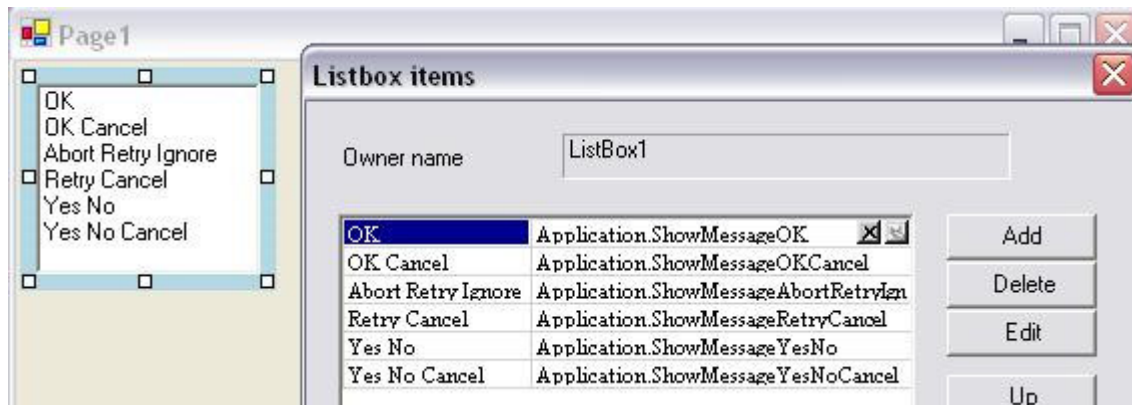 Page1
OK
OK Cancel
Abort Retry Ignore
Retry Cancel
Yes No
Yes No Cancel
Listbox items
Owner name ListBox1
OK Application.ShowMessageOK
OK Cancel Application.ShowMessageOKCancel
Abort Retry Ignore Application.ShowMessageAbortRetryIgn
Retry Cancel Application.ShowMessageRetryCancel
Yes No Application.ShowMessageYesNo
Yes No Cancel Application.ShowMessageYesNoCancel
Add
Delete
Edit
Up